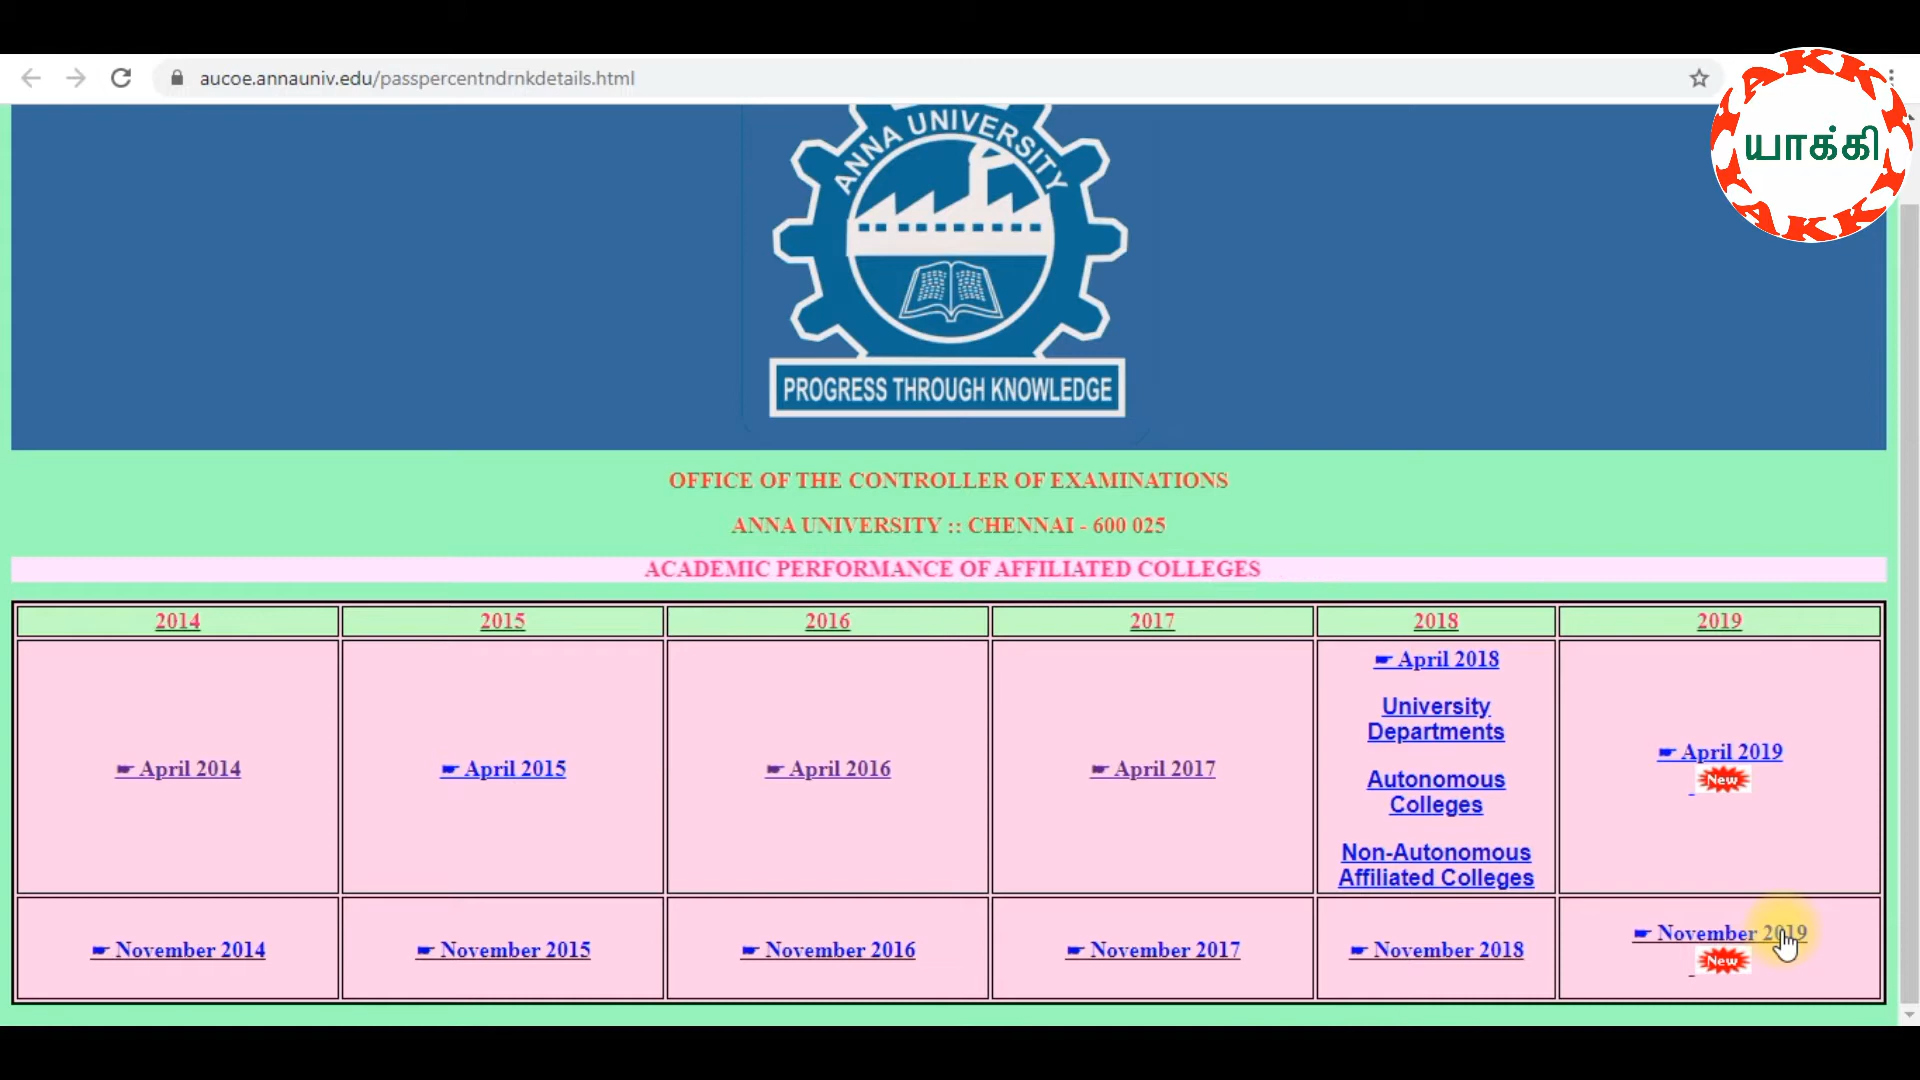 aucoe.annauniv.edu/passpercentndrnkdetails.html
AKK
யாக்கி
AKK
ANNA UNIVERSITY
PROGRESS THROUGH KNOWLEDGE
OFFICE OF THE CONTROLLER OF EXAMINATIONS
ANNA UNIVERSITY :: CHENNAI - 600 025
ACADEMIC PERFORMANCE OF AFFILIATED COLLEGES
2014 2015 2016 2017 2018 2019
☛ April 2014
☛ April 2015
☛ April 2016
☛ April 2017
☛ April 2018
University
Departments
Autonomous
Colleges
Non-Autonomous
Affiliated Colleges
☛ April 2019
New
☛ November 2014
☛ November 2015
☛ November 2016
☛ November 2017
☛ November 2018
☛ November 2019
New